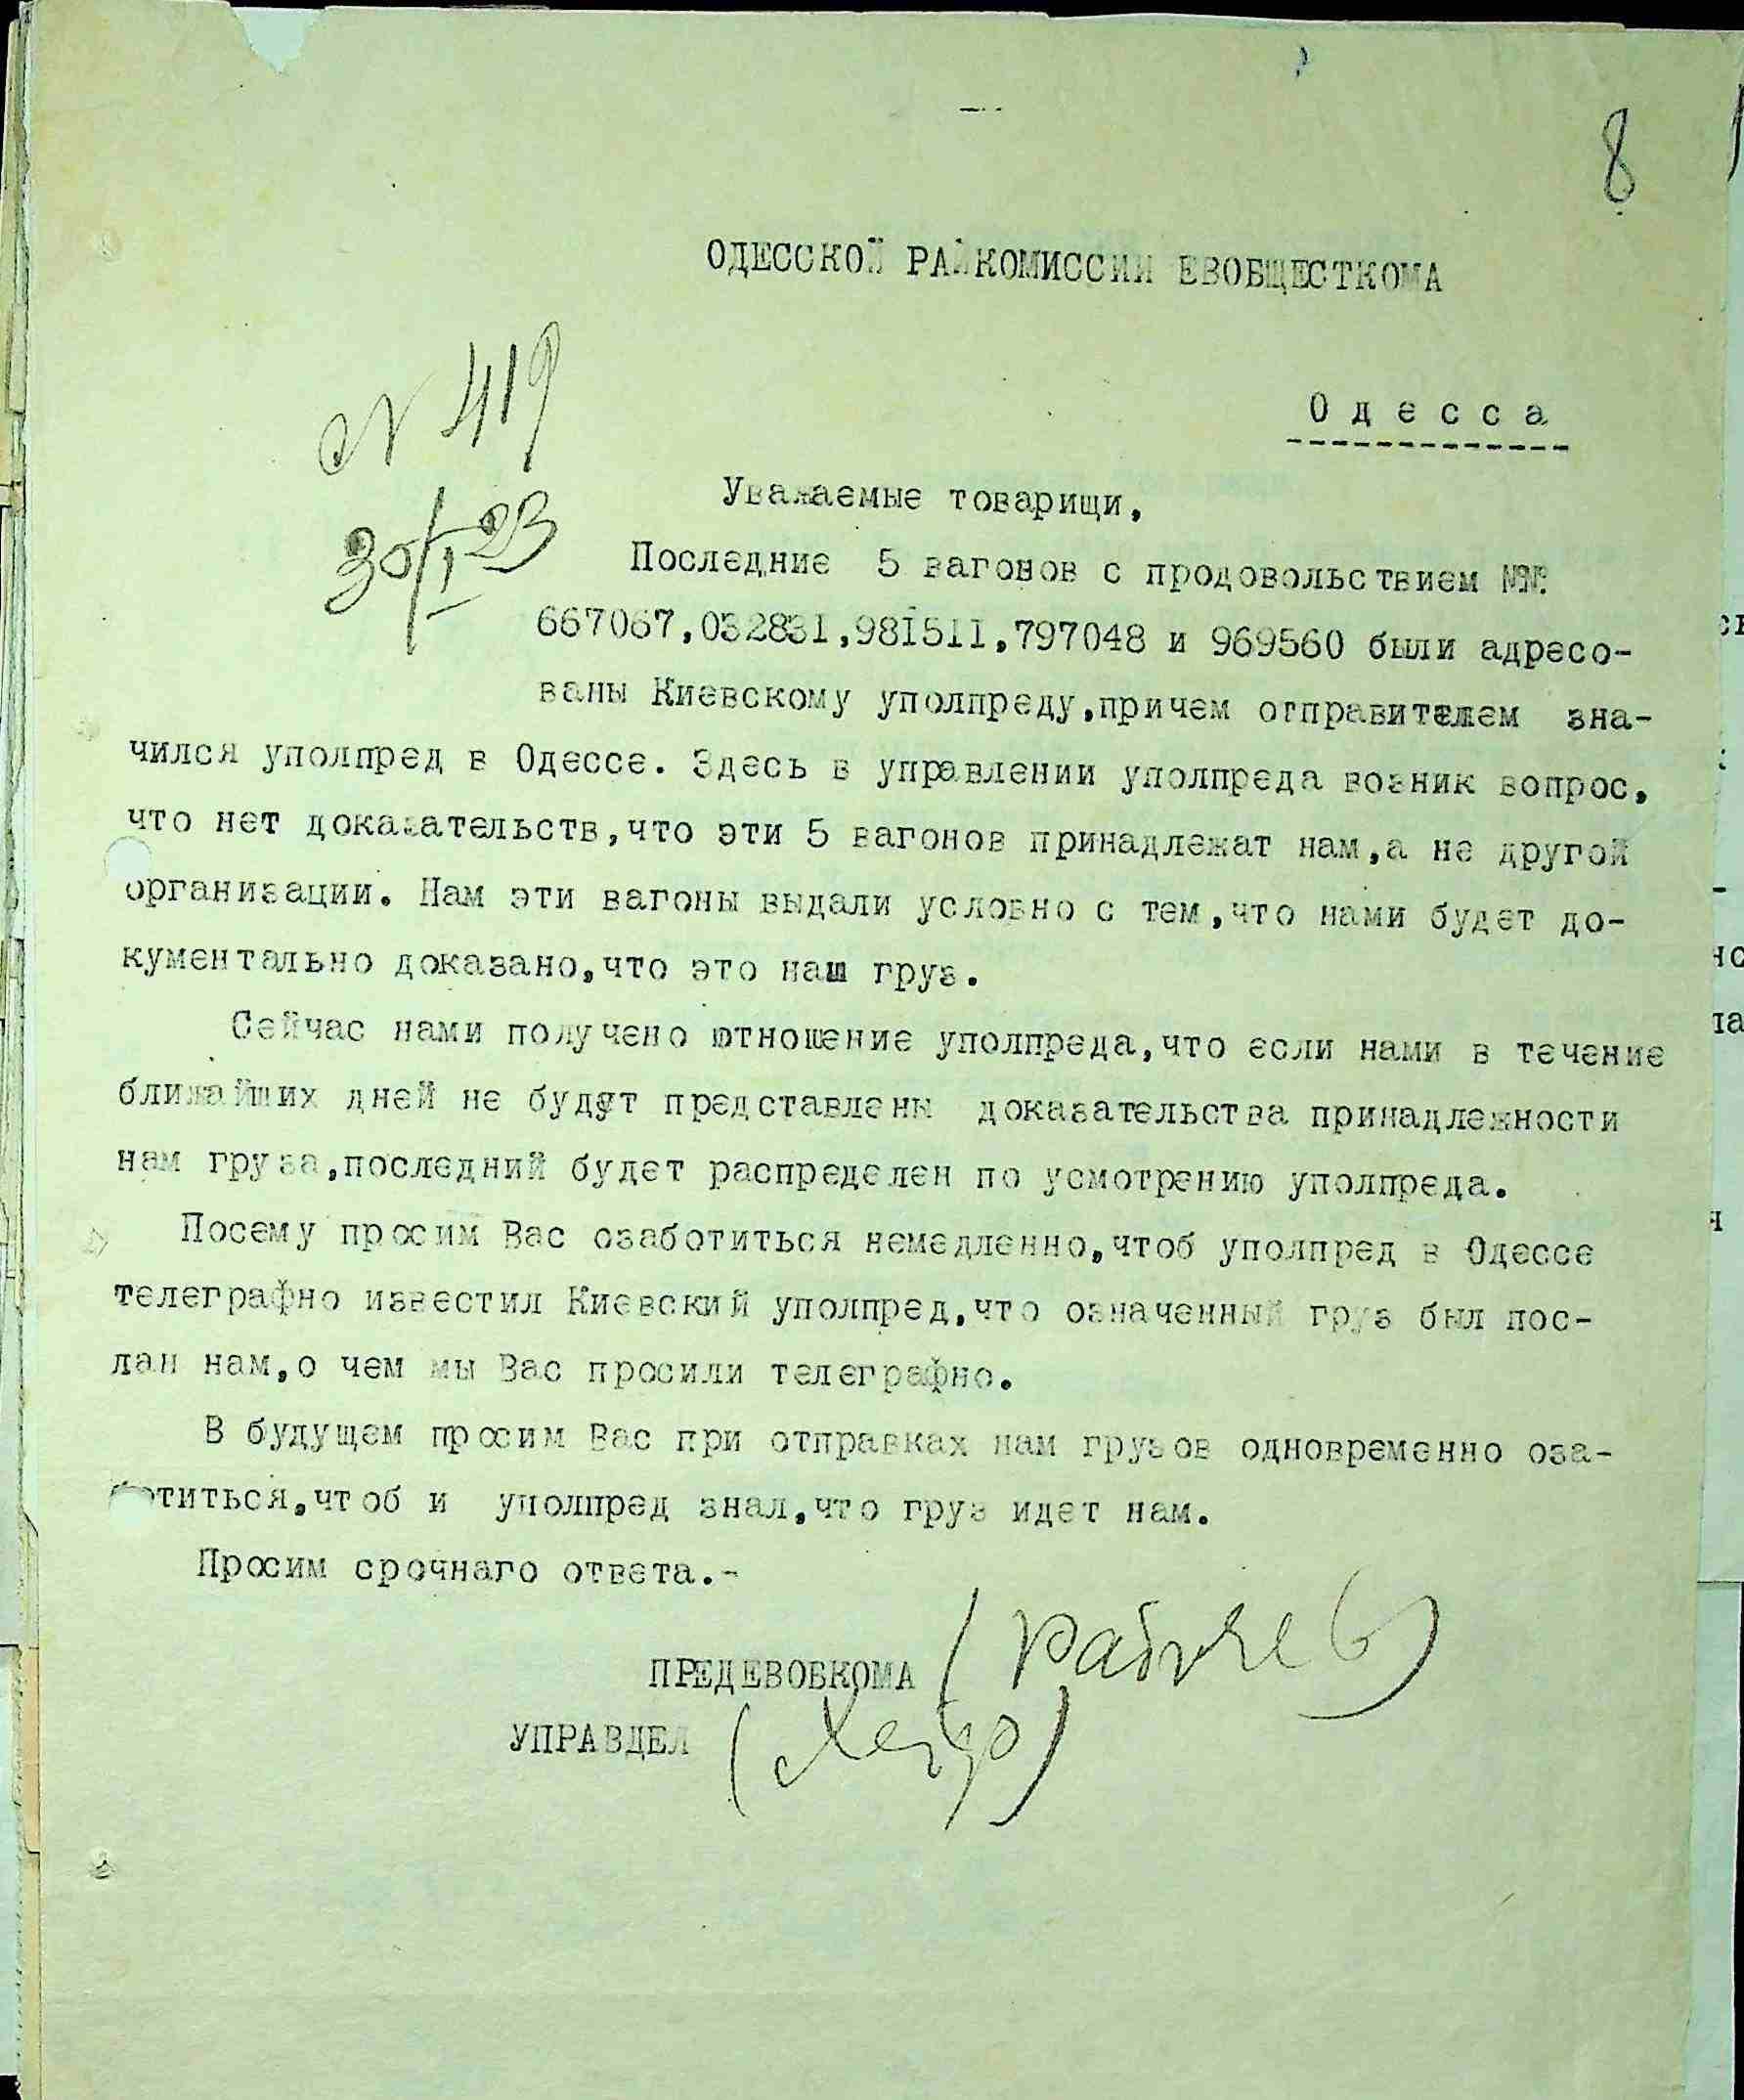 8
ОДЕССКОЙ РАЙКОМИССИИ ЕВОБЩЕСТКОМА
№ 419
Одесса
30/I 23
Уважаемые товарищи,
Последние 5 вагонов с продовольствием №№
667067,032831,981511,797048 и 969560 были адресо-
ваны Киевскому уполпреду,причем отправителем зна-
чился уполпред в Одессе. Здесь в управлении уполпреда возник вопрос,
что нет доказательств,что эти 5 вагонов принадлежат нам,а не другой
организации. Нам эти вагоны выдали условно с тем,что нами будет до-
кументально доказано,что это наш груз.
Сейчас нами получено отношение уполпреда,что если нами в течение
ближайших дней не будут представлены доказательства принадлежности
нам груза,последний будет распределен по усмотрению уполпреда.
Посему просим Вас озаботиться немедленно,чтоб уполпред в Одессе
телеграфно известил Киевский уполпред,что означенный груз был пос-
лан нам,о чем мы Вас просили телеграфно.
В будущем просим Вас при отправках нам грузов одновременно оза-
ботиться,чтоб и уполпред знал,что груз идет нам.
Просим срочнаго ответа.-
ПРЕДЕВОБКОМА (Рабичев)
УПРАВДЕЛ